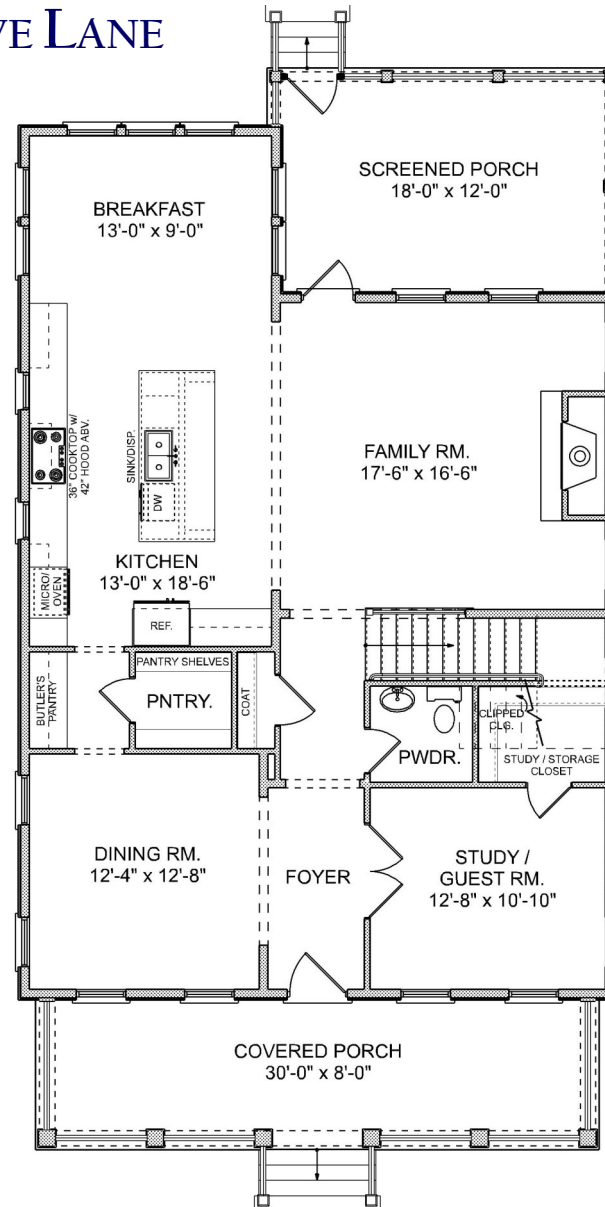 VE LANE
SCREENED PORCH
18'-0" x 12'-0"
BREAKFAST
13'-0" x 9'-0"
36" COOKTOP w/
42" HOOD ABV.
SINK/DISP.
DW
FAMILY RM.
17'-6" x 16'-6"
KITCHEN
13'-0" x 18'-6"
MICRO/
OVEN
REF.
BUTLER'S
PANTRY
PANTRY SHELVES
PNTRY.
COAT
PWDR.
CLIPPED
CLG.
STUDY / STORAGE
CLOSET
DINING RM.
12'-4" x 12'-8"
FOYER
STUDY /
GUEST RM.
12'-8" x 10'-10"
COVERED PORCH
30'-0" x 8'-0"